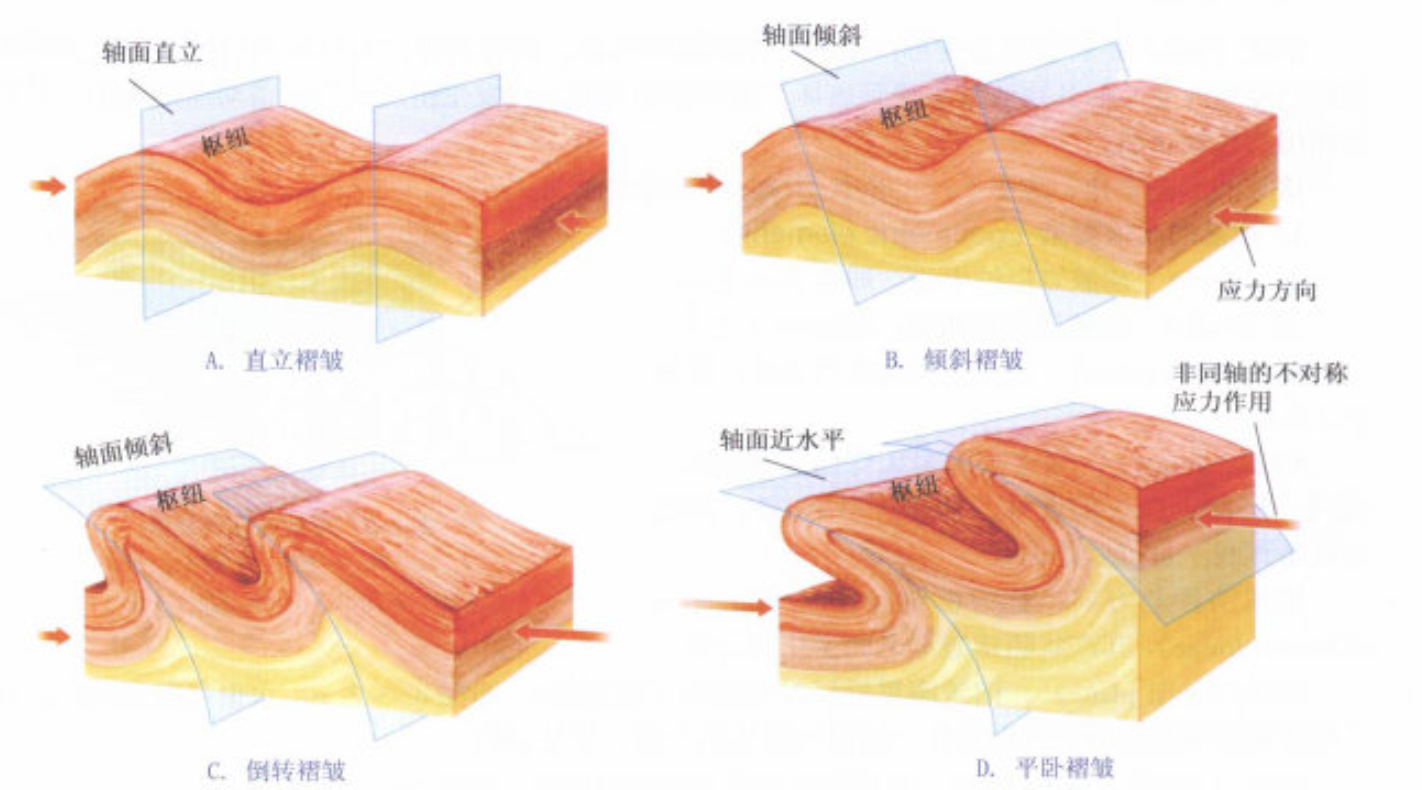 轴面直立
枢纽
A. 直立褶皱
轴面倾斜
枢纽
应力方向
B. 倾斜褶皱
轴面倾斜
枢纽
C. 倒转褶皱
非同轴的不对称
应力作用
轴面近水平
枢纽
D. 平卧褶皱